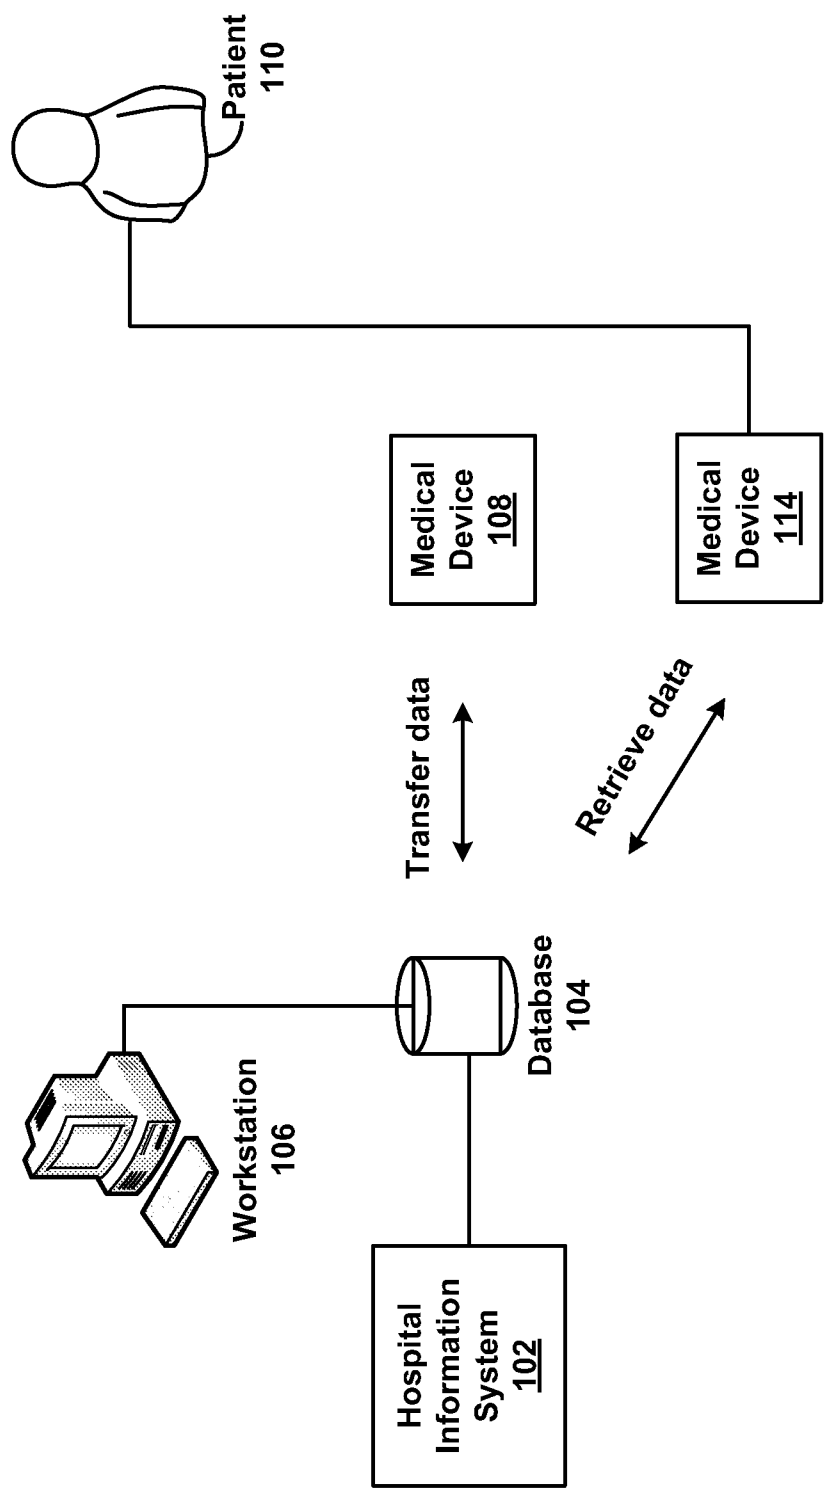 Workstation
106
Patient
110
Hospital
Information
System
102
Database
104
Transfer data
Medical
Device
108
Retrieve data
Medical
Device
114